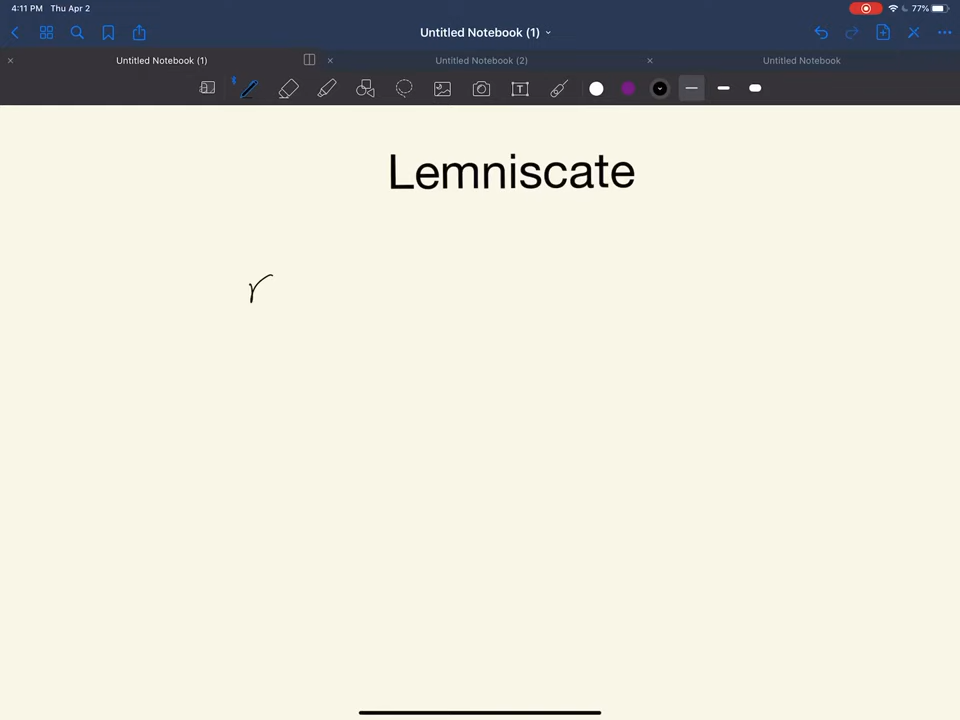 4:11 PM Thu Apr 2 77%
Untitled Notebook (1)
Untitled Notebook (1) Untitled Notebook (2) Untitled Notebook
T
Lemniscate
r